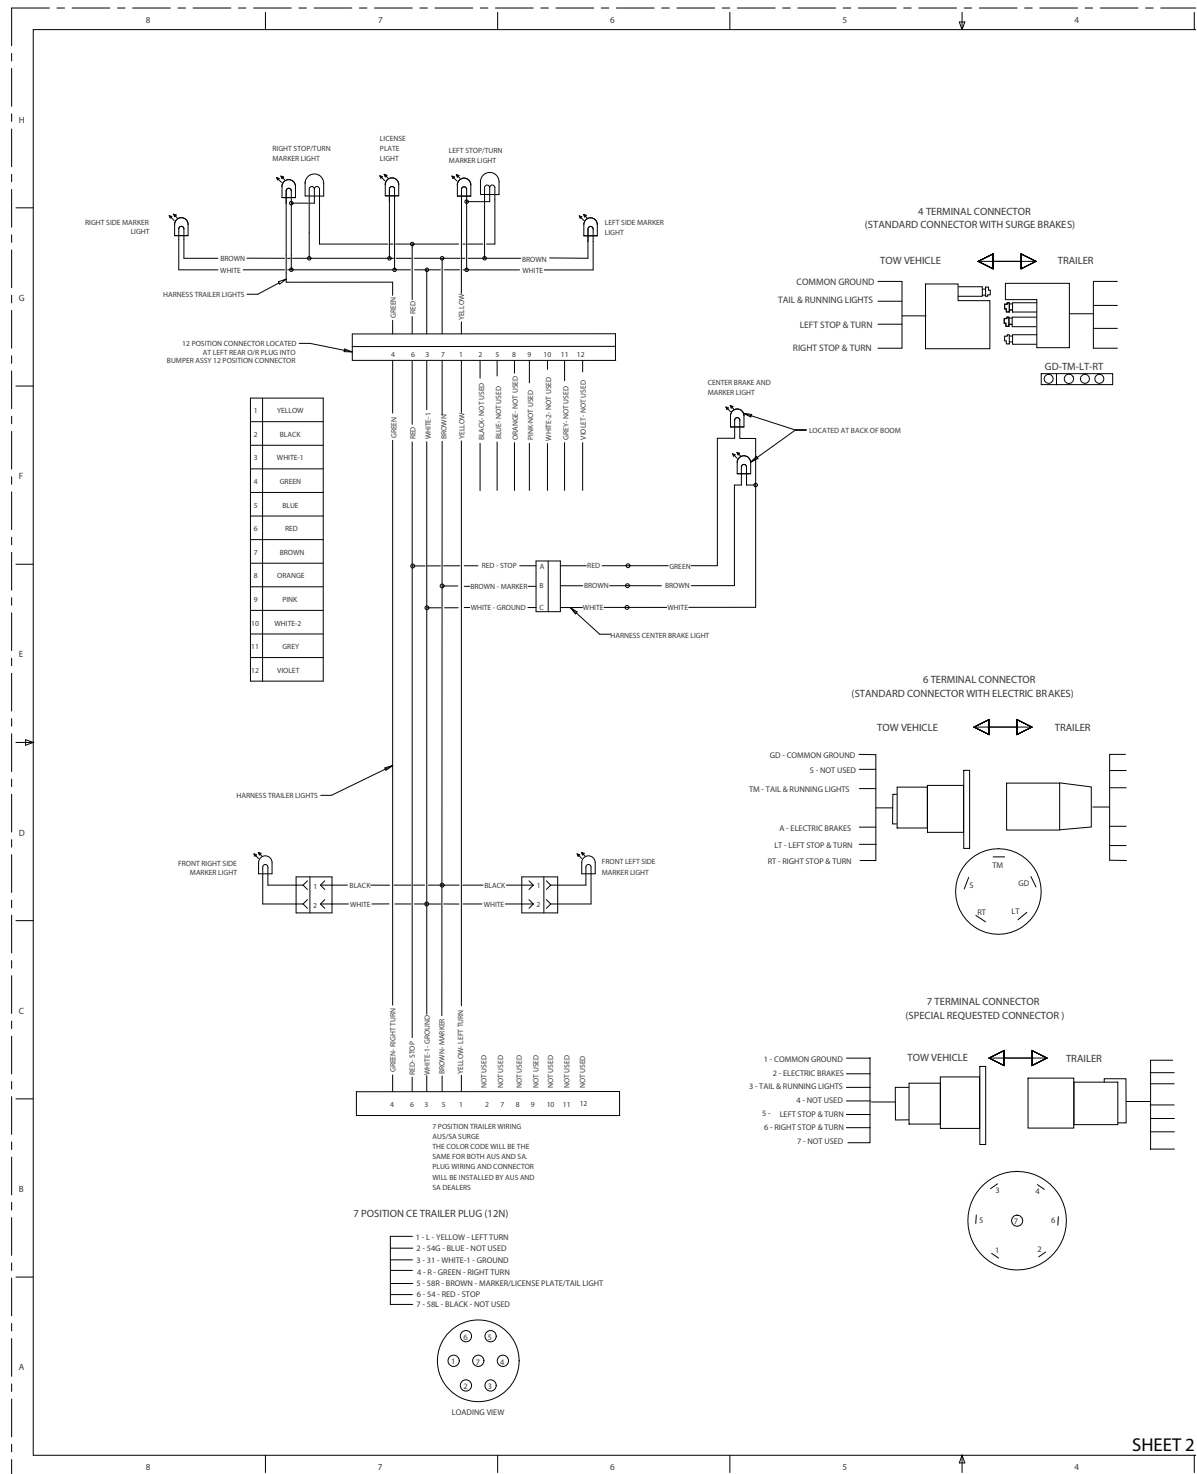 8 7 6 5 4
H
G
F
E
D
C
B
A
RIGHT STOP/TURN
MARKER LIGHT
LICENSE
PLATE
LIGHT
LEFT STOP/TURN
MARKER LIGHT
RIGHT SIDE MARKER
LIGHT
LEFT SIDE MARKER
LIGHT
BROWN
WHITE
BROWN
WHITE
HARNESS TRAILER LIGHTS
GREEN
RED
YELLOW
12 POSITION CONNECTOR LOCATED
AT LEFT REAR O/R PLUG INTO
BUMPER ASSY 12 POSITION CONNECTOR
4 6 3 7 1 2 5 8 9 10 11 12
GREEN
RED
WHITE-1
BROWN
YELLOW
BLACK- NOT USED
BLUE- NOT USED
ORANGE- NOT USED
PINK-NOT USED
WHITE-2- NOT USED
GREY- NOT USED
VIOLET- NOT USED
1 YELLOW
2 BLACK
3 WHITE-1
4 GREEN
5 BLUE
6 RED
7 BROWN
8 ORANGE
9 PINK
10 WHITE-2
11 GREY
12 VIOLET
CENTER BRAKE AND
MARKER LIGHT
LOCATED AT BACK OF BOOM
RED - STOP A RED GREEN
BROWN - MARKER B BROWN BROWN
WHITE - GROUND C WHITE WHITE
HARNESS CENTER BRAKE LIGHT
HARNESS TRAILER LIGHTS
FRONT RIGHT SIDE
MARKER LIGHT
FRONT LEFT SIDE
MARKER LIGHT
1 BLACK BLACK 1
2 WHITE WHITE 2
GREEN- RIGHT TURN
RED- STOP
WHITE-1- GROUND
BROWN- MARKER
YELLOW- LEFT TURN
NOT USED
NOT USED
NOT USED
NOT USED
NOT USED
NOT USED
NOT USED
4 6 3 5 1 2 7 8 9 10 11 12
7 POSITION TRAILER WIRING
AUS/SA SURGE
THE COLOR CODE WILL BE THE
SAME FOR BOTH AUS AND SA.
PLUG WIRING AND CONNECTOR
WILL BE INSTALLED BY AUS AND
SA DEALERS
7 POSITION CE TRAILER PLUG (12N)
1 - L - YELLOW - LEFT TURN
2 - 54G - BLUE - NOT USED
3 - 31 - WHITE-1 - GROUND
4 - R - GREEN - RIGHT TURN
5 - 58R - BROWN - MARKER/LICENSE PLATE/TAIL LIGHT
6 - 54 - RED - STOP
7 - 58L - BLACK - NOT USED
6 5
1 7 4
2 3
LOADING VIEW
4 TERMINAL CONNECTOR
(STANDARD CONNECTOR WITH SURGE BRAKES)
TOW VEHICLE TRAILER
COMMON GROUND
TAIL & RUNNING LIGHTS
LEFT STOP & TURN
RIGHT STOP & TURN
GD-TM-LT-RT
6 TERMINAL CONNECTOR
(STANDARD CONNECTOR WITH ELECTRIC BRAKES)
TOW VEHICLE TRAILER
GD - COMMON GROUND
S - NOT USED
TM - TAIL & RUNNING LIGHTS
A - ELECTRIC BRAKES
LT - LEFT STOP & TURN
RT - RIGHT STOP & TURN
TM
S GD
RT LT
7 TERMINAL CONNECTOR
(SPECIAL REQUESTED CONNECTOR )
TOW VEHICLE TRAILER
1 - COMMON GROUND
2 - ELECTRIC BRAKES
3 - TAIL & RUNNING LIGHTS
4 - NOT USED
5 - LEFT STOP & TURN
6 - RIGHT STOP & TURN
7 - NOT USED
3 4
5 7 6
1 2
SHEET 2
8 7 6 5 4